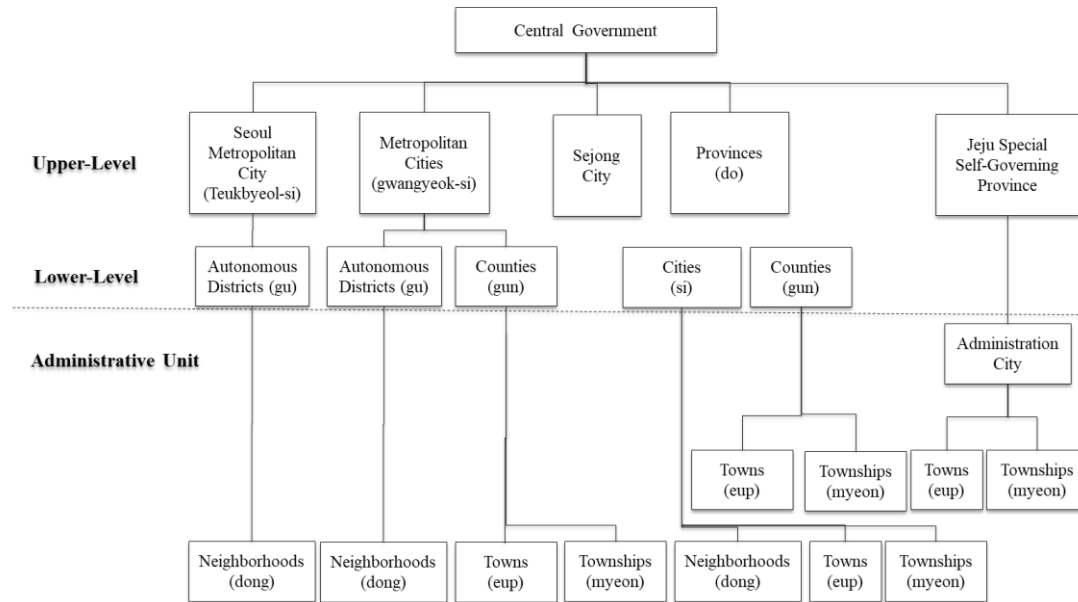 Central Government
Upper-Level
Seoul
Metropolitan
City
(Teukbyeol-si)
Metropolitan
Cities
(gwangyeok-si)
Sejong
City
Provinces
(do)
Jeju Special
Self-Governing
Province
Lower-Level
Autonomous
Districts (gu)
Autonomous
Districts (gu)
Counties
(gun)
Cities
(si)
Counties
(gun)
Administrative Unit
Administration
City
Towns
(eup)
Townships
(myeon)
Towns
(eup)
Townships
(myeon)
Neighborhoods
(dong)
Neighborhoods
(dong)
Towns
(eup)
Townships
(myeon)
Neighborhoods
(dong)
Towns
(eup)
Townships
(myeon)